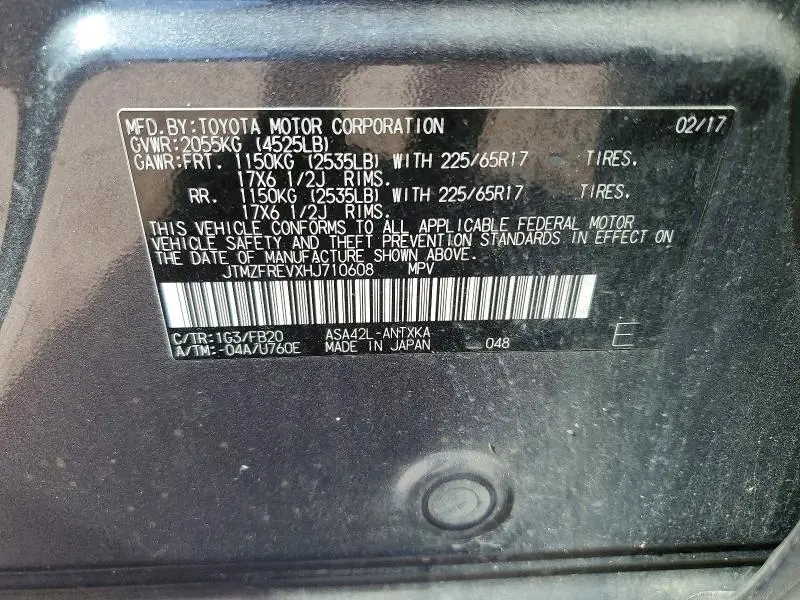 MFD.BY:TOYOTA MOTOR CORPORATION 02/17
GVWR:2055KG (4525LB)
GAWR:FRT. 1150KG (2535LB) WITH 225/65R17 TIRES.
17X6 1/2J RIMS.
RR. 1150KG (2535LB) WITH 225/65R17 TIRES.
17X6 1/2J RIMS.
THIS VEHICLE CONFORMS TO ALL APPLICABLE FEDERAL MOTOR
VEHICLE SAFETY AND THEFT PREVENTION STANDARDS IN EFFECT ON
THE DATE OF MANUFACTURE SHOWN ABOVE.
JTMZFREVXHJ710608 MPV
C/TR:1G3/FB20 ASA42L-ANTXKA
A/TM:-04A/U760E MADE IN JAPAN 048 E